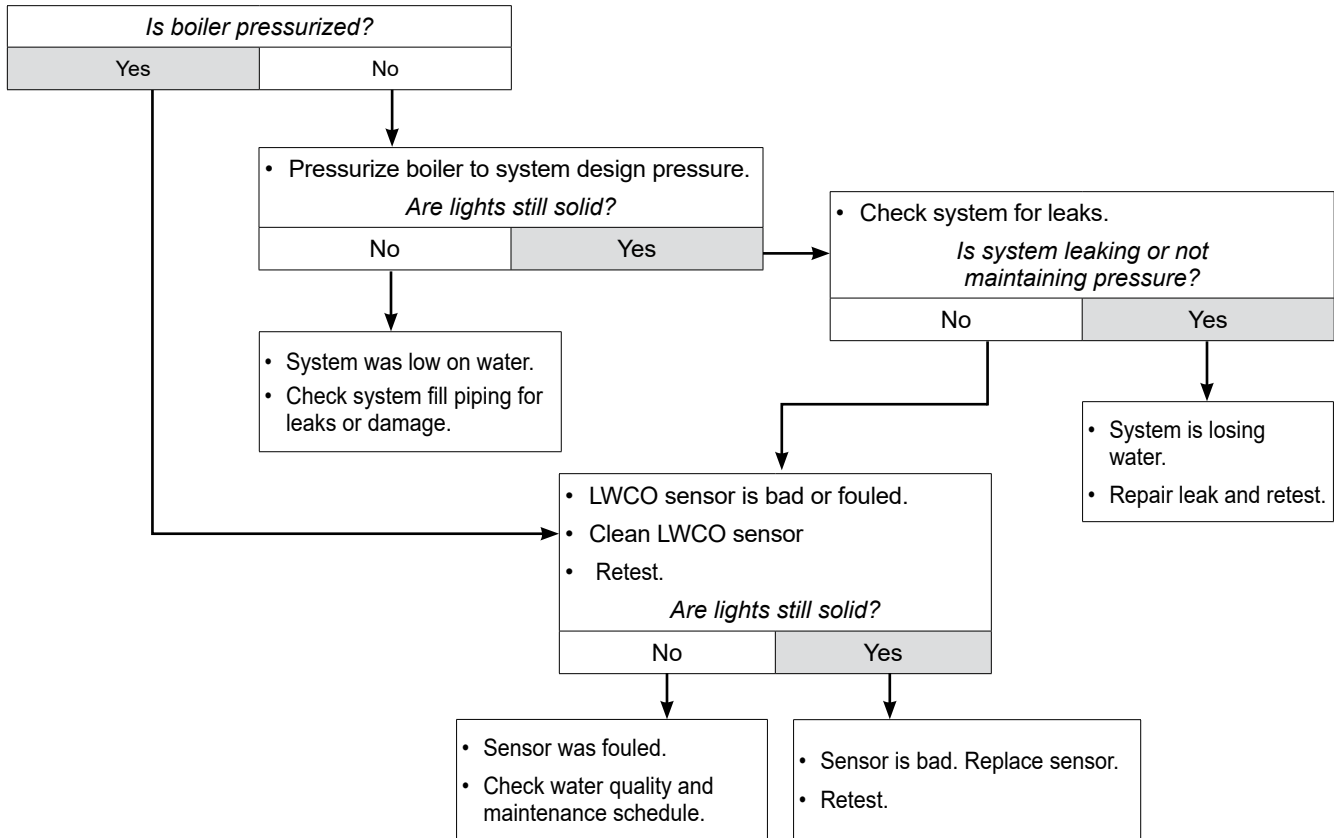 Is boiler pressurized?
Yes
No
• Pressurize boiler to system design pressure.
Are lights still solid?
No
Yes
• Check system for leaks.
Is system leaking or not
maintaining pressure?
No
Yes
• System was low on water.
• Check system fill piping for
leaks or damage.
• System is losing
water.
• Repair leak and retest.
• LWCO sensor is bad or fouled.
• Clean LWCO sensor
• Retest.
Are lights still solid?
No
Yes
• Sensor was fouled.
• Check water quality and
maintenance schedule.
• Sensor is bad. Replace sensor.
• Retest.